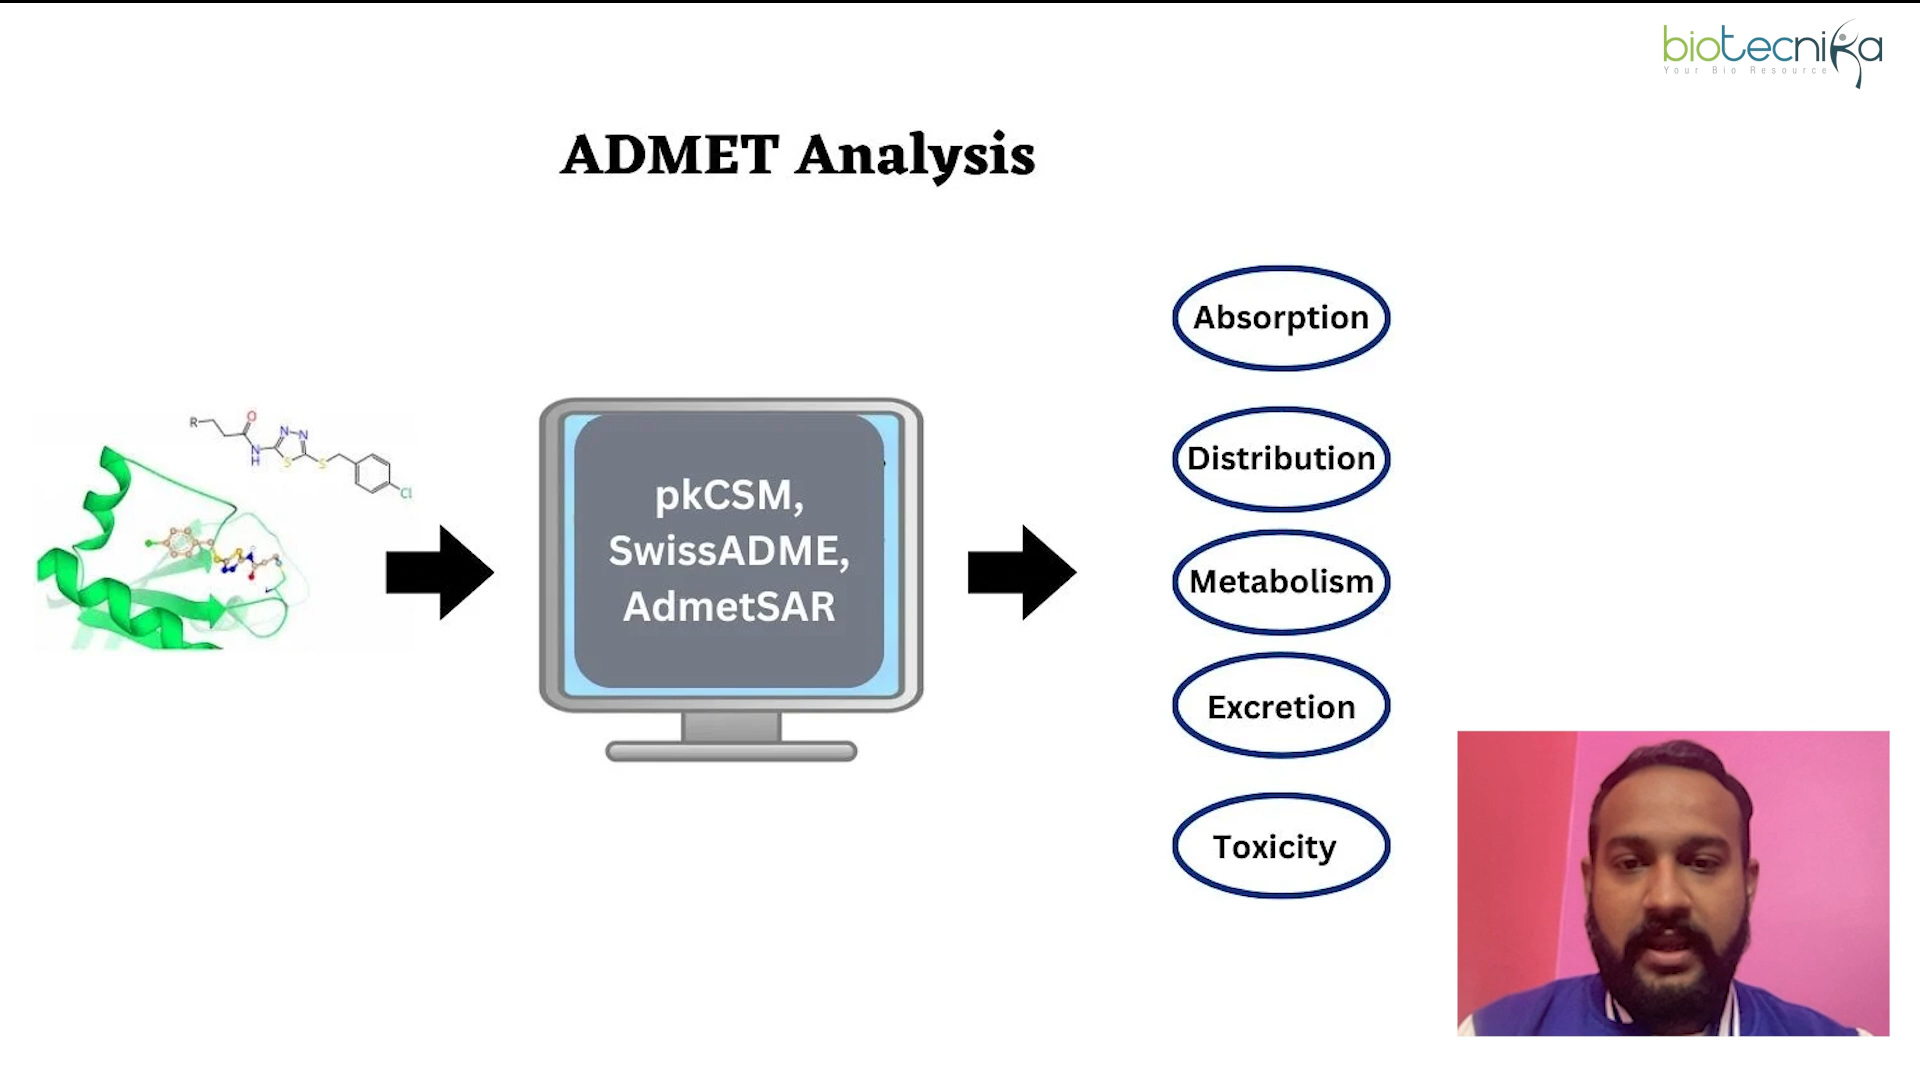 biotecnika
Your Bio Resource
ADMET Analysis
Absorption
R
O
N
N
N
H
S
S
Cl
Distribution
pkCSM,
SwissADME,
AdmetSAR
Metabolism
Excretion
Toxicity